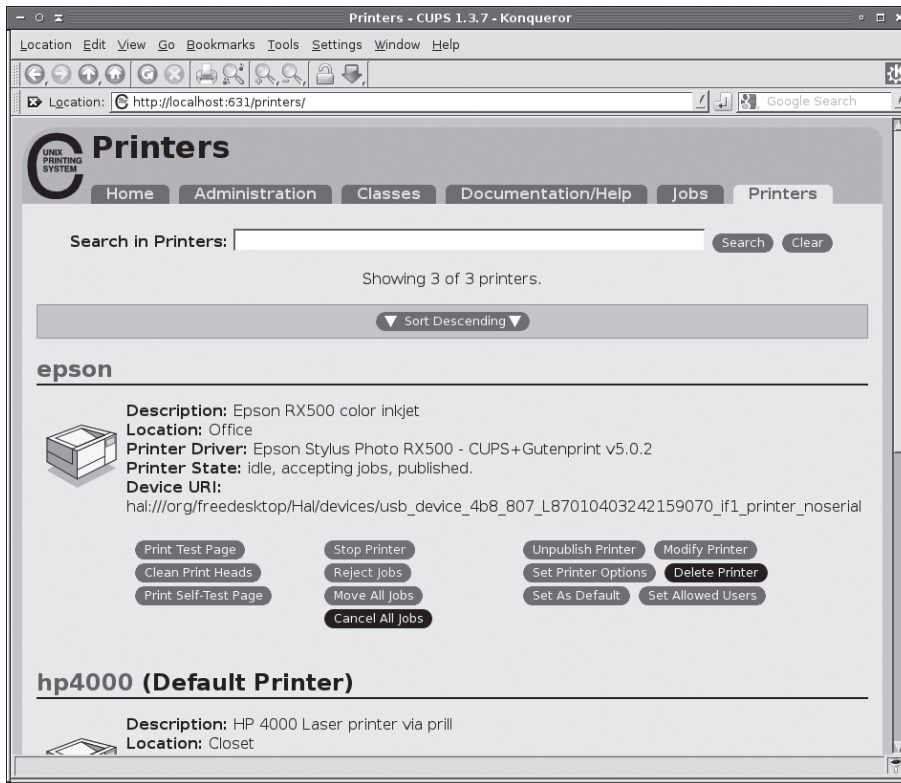 Printers - CUPS 1.3.7 - Konqueror
Location Edit View Go Bookmarks Tools Settings Window Help
Location: http://localhost:631/printers/ Google Search
UNIX
PRINTING
SYSTEM
Printers
Home Administration Classes Documentation/Help Jobs Printers
Search in Printers: Search Clear
Showing 3 of 3 printers.
Sort Descending
epson
Description: Epson RX500 color inkjet
Location: Office
Printer Driver: Epson Stylus Photo RX500 - CUPS+Gutenprint v5.0.2
Printer State: idle, accepting jobs, published.
Device URI:
hal:///org/freedesktop/Hal/devices/usb_device_4b8_807_L87010403242159070_if1_printer_noserial
Print Test Page Stop Printer Unpublish Printer Modify Printer
Clean Print Heads Reject Jobs Set Printer Options Delete Printer
Print Self-Test Page Move All Jobs Set As Default Set Allowed Users
Cancel All Jobs
hp4000 (Default Printer)
Description: HP 4000 Laser printer via prill
Location: Closet